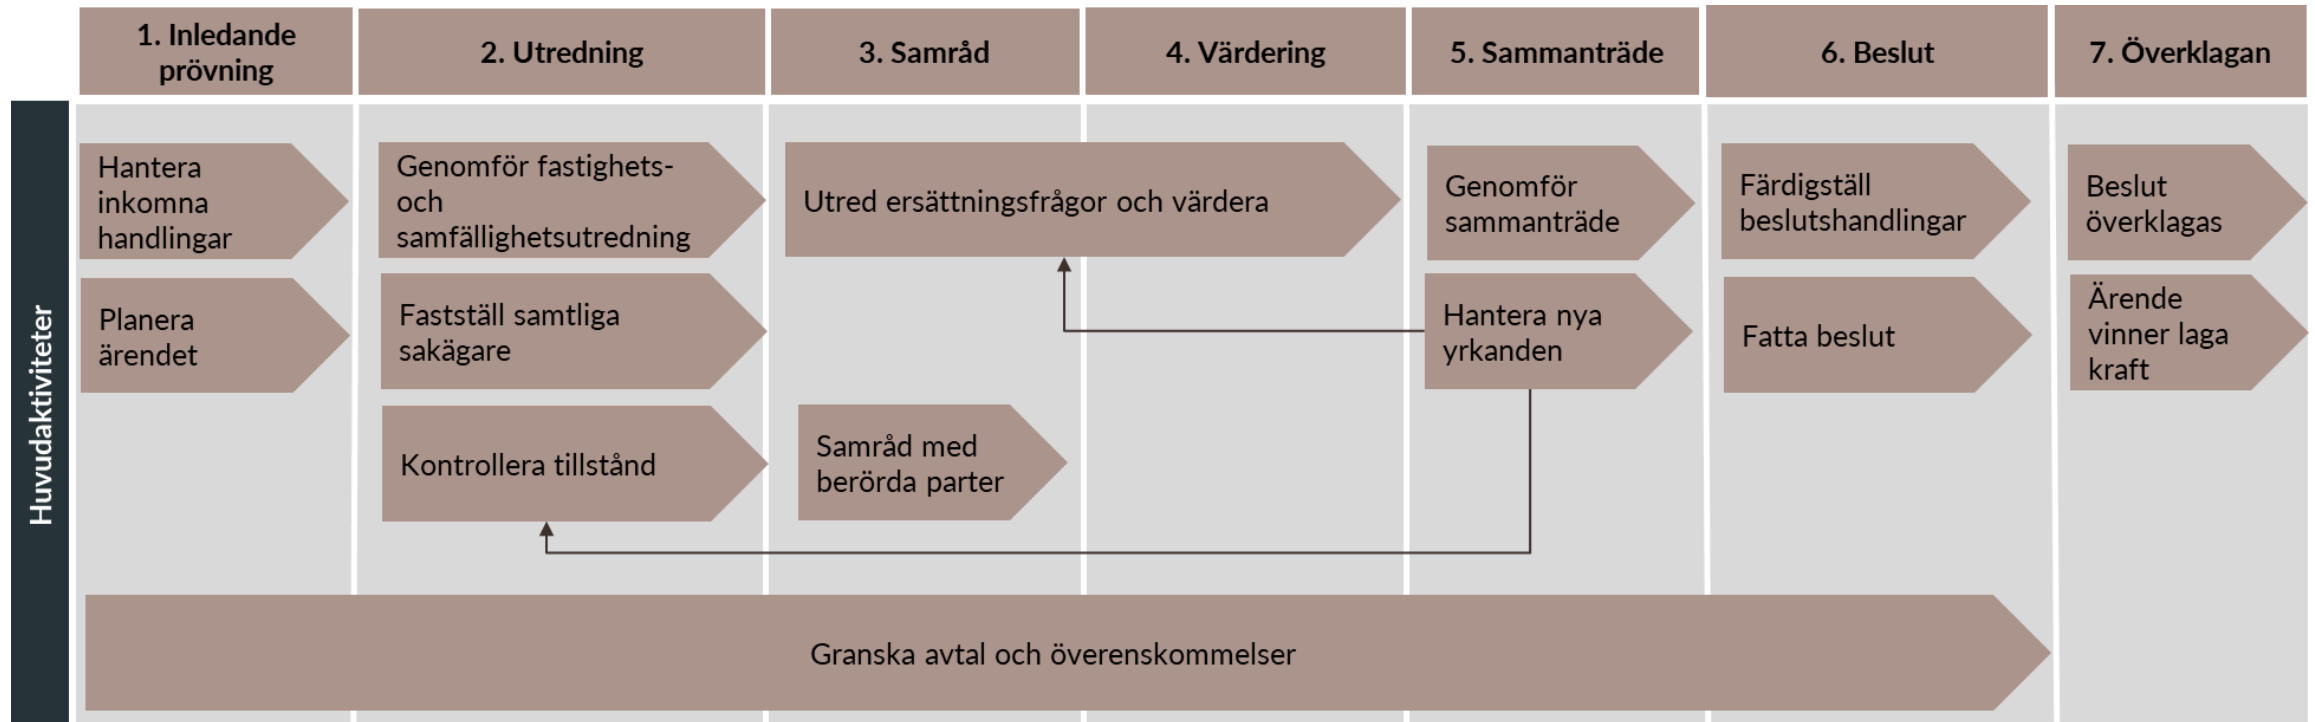 1. Inledande
prövning
2. Utredning
3. Samråd
4. Värdering
5. Sammanträde
6. Beslut
7. Överklagan
Huvudaktiviteter
Hantera
inkomna
handlingar
Planera
ärendet
Genomför fastighets-
och
samfällighetsutredning
Fastställ samtliga
sakägare
Kontrollera tillstånd
Utred ersättningsfrågor och värdera
Samråd med
berörda parter
Genomför
sammanträde
Hantera nya
yrkanden
Färdigställ
beslutshandlingar
Fatta beslut
Beslut
överklagas
Ärende
vinner laga
kraft
Granska avtal och överenskommelser